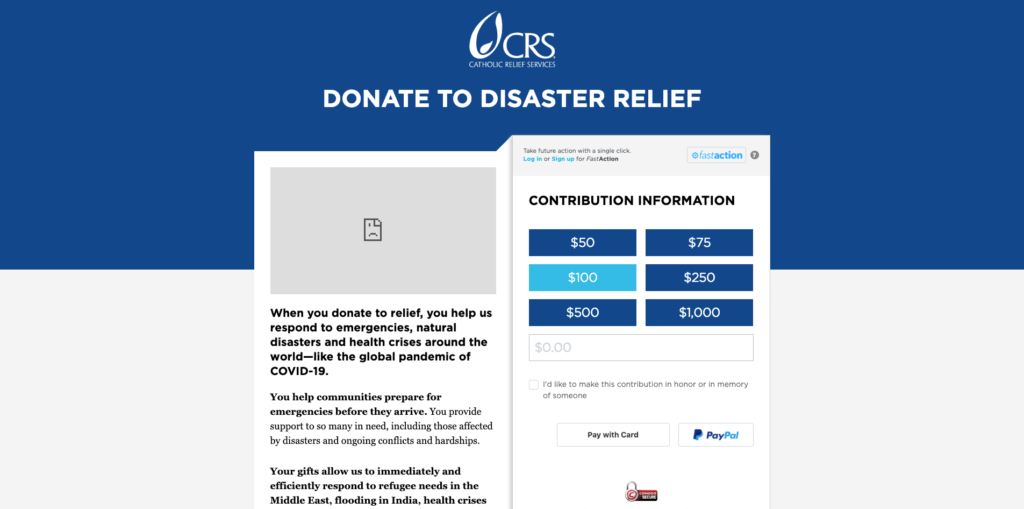 CRS
CATHOLIC RELIEF SERVICES
DONATE TO DISASTER RELIEF
When you donate to relief, you help us
respond to emergencies, natural
disasters and health crises around the
world—like the global pandemic of
COVID-19.
You help communities prepare for
emergencies before they arrive. You provide
support to so many in need, including those affected
by disasters and ongoing conflicts and hardships.
Your gifts allow us to immediately and
efficiently respond to refugee needs in the
Middle East, flooding in India, health crises
Take future action with a single click.
Log in or Sign up for FastAction
fastaction ?
CONTRIBUTION INFORMATION
$50 $75
$100 $250
$500 $1,000
$0.00
I'd like to make this contribution in honor or in memory
of someone
Pay with Card PayPal
SECURE